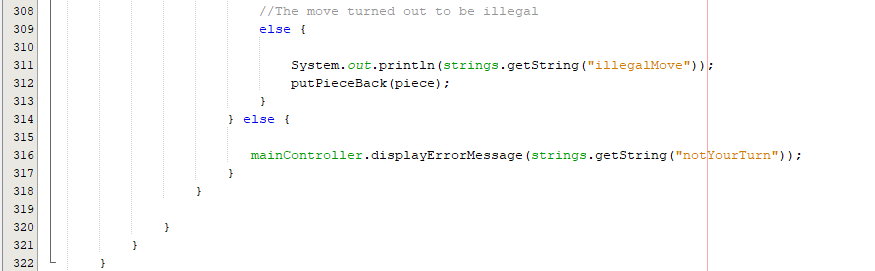 308 //The move turned out to be illegal
309 else {
310
311 System.out.println(strings.getString("illegalMove"));
312 putPieceBack(piece);
313 }
314 } else {
315
316 mainController.displayErrorMessage(strings.getString("notYourTurn"));
317 }
318 }
319
320 }
321 }
322 }